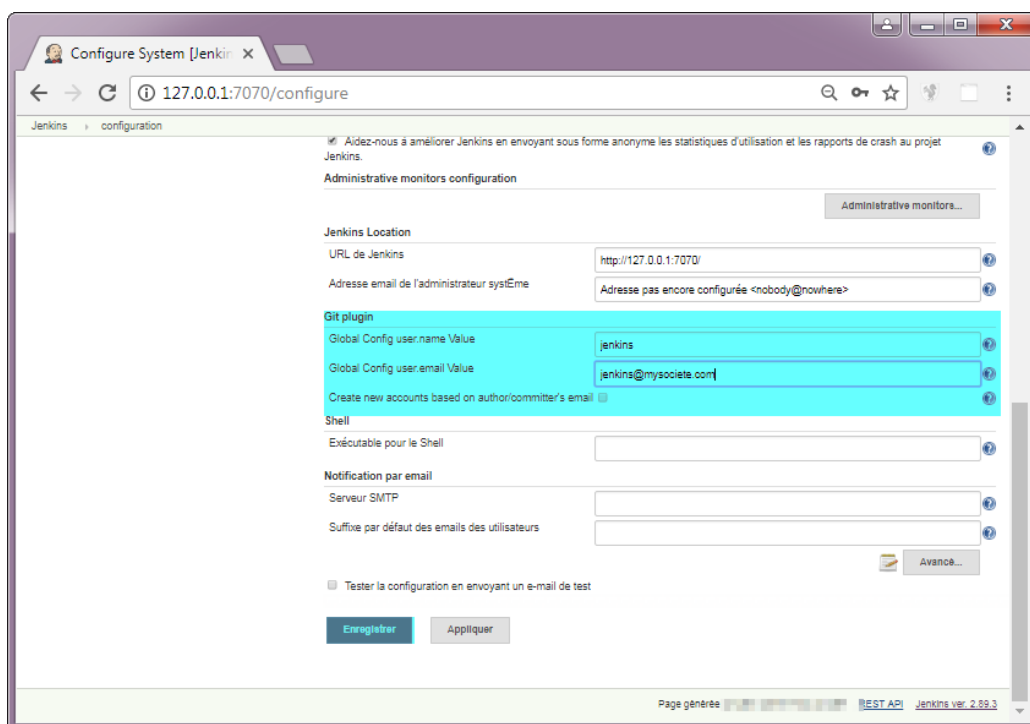 Configure System [Jenkin
127.0.0.1:7070/configure
Jenkins › configuration
Aidez-nous à améliorer Jenkins en envoyant sous forme anonyme les statistiques d'utilisation et les rapports de crash au projet
Jenkins.
Administrative monitors configuration
Administrative monitors...
Jenkins Location
URL de Jenkins
http://127.0.0.1:7070/
Adresse email de l'administrateur systÈme
Adresse pas encore configurée <nobody@nowhere>
Git plugin
Global Config user.name Value
jenkins
Global Config user.email Value
jenkins@mysociete.com
Create new accounts based on author/committer's email
Shell
Exécutable pour le Shell
Notification par email
Serveur SMTP
Suffixe par défaut des emails des utilisateurs
Avancé...
Tester la configuration en envoyant un e-mail de test
Enregistrer Appliquer
Page générée REST API Jenkins ver. 2.89.3